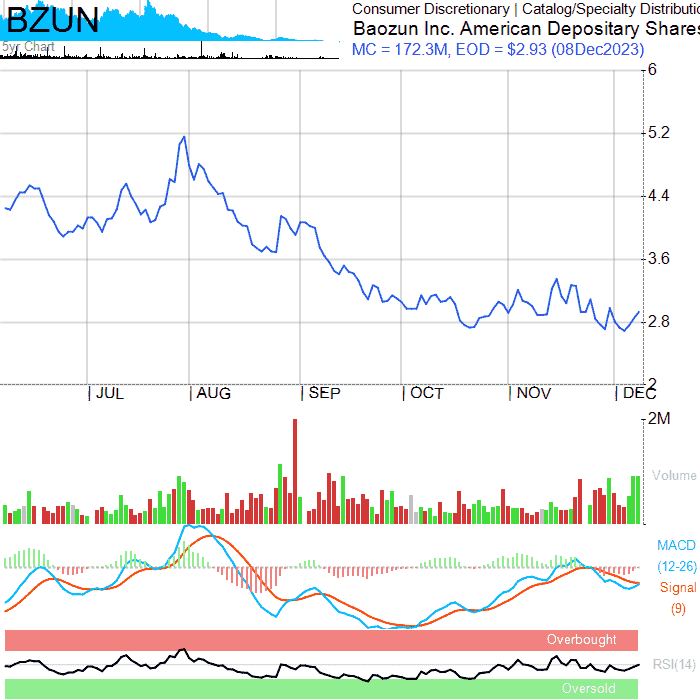 BZUN
5yr Chart
Consumer Discretionary | Catalog/Specialty Distributio
Baozun Inc. American Depositary Shares
MC = 172.3M, EOD = $2.93 (08Dec2023)
6
5.2
4.4
3.6
2.8
2
| JUL | AUG | SEP | OCT | NOV | DEC
2M
Volume
MACD
(12-26)
Signal
(9)
Overbought
RSI(14)
Oversold